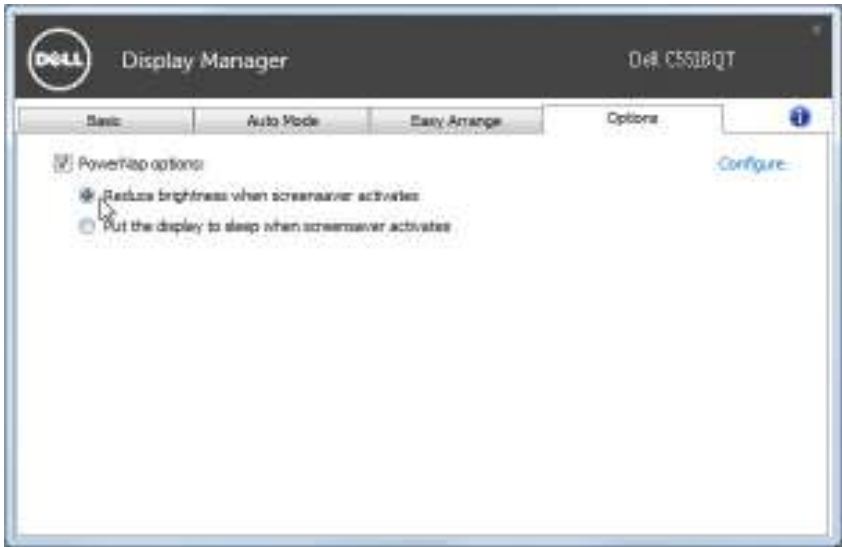 DELL Display Manager Dell C5518QT
Basic Auto Mode Easy Arrange Options
PowerNap options: Configure
Reduce brightness when screensaver activates
Put the display to sleep when screensaver activates